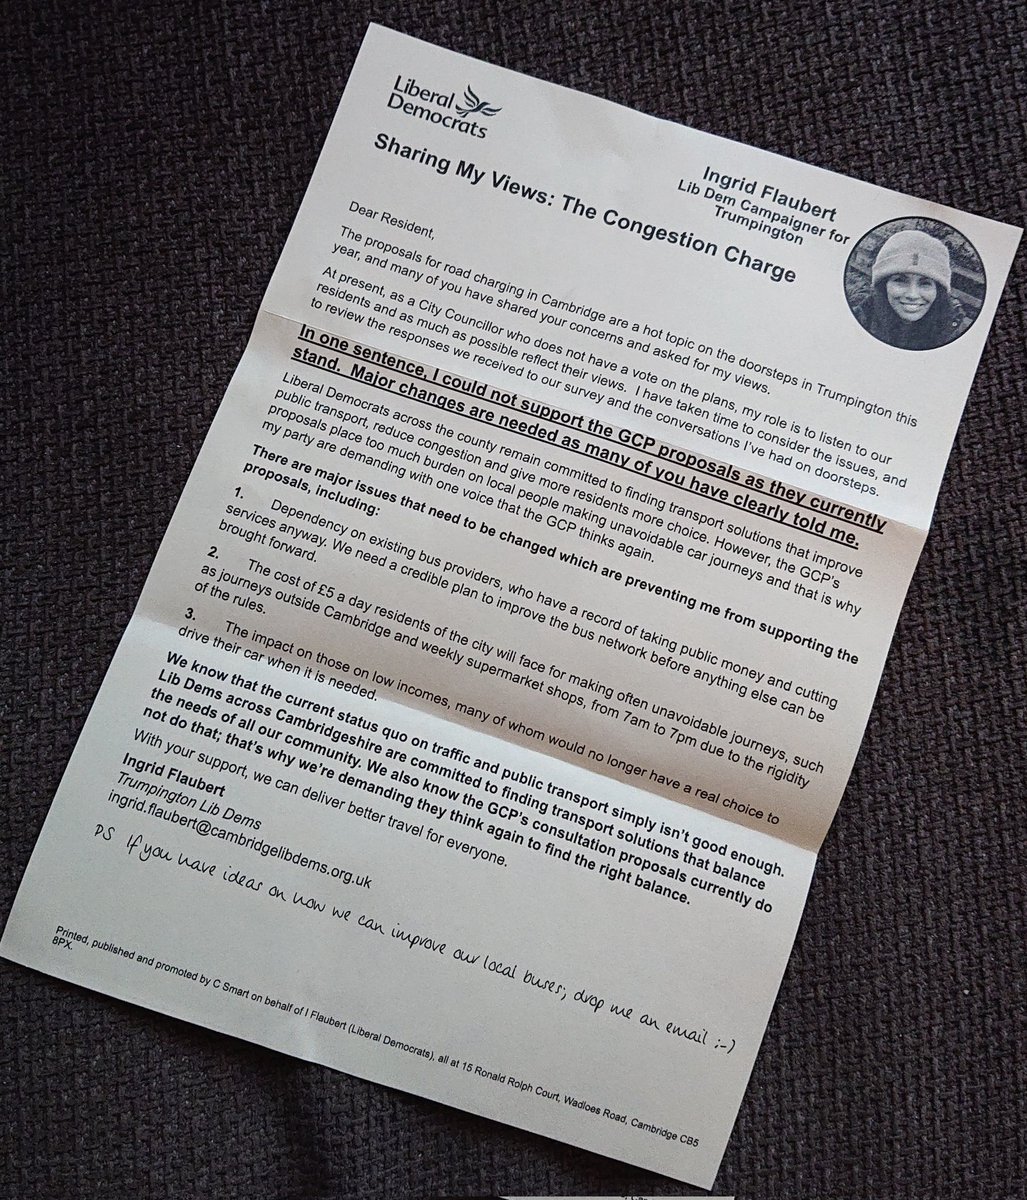 Liberal
Democrats
Ingrid Flaubert
Lib Dem Campaigner for
Trumpington
Sharing My Views: The Congestion Charge
Dear Resident,
The proposals for road charging in Cambridge are a hot topic on the doorsteps in Trumpington this
year, and many of you have shared your concerns and asked for my views.
At present, as a City Councillor who does not have a vote on the plans, my role is to listen to our
residents and as much as possible reflect their views. I have taken time to consider the issues, and
to review the responses we received to our survey and the conversations I've had on doorsteps.
In one sentence, I could not support the GCP proposals as they currently
stand. Major changes are needed as many of you have clearly told me.
Liberal Democrats across the county remain committed to finding transport solutions that improve
public transport, reduce congestion and give more residents more choice. However, the GCP's
proposals place too much burden on local people making unavoidable car journeys and that is why
my party are demanding with one voice that the GCP thinks again.
There are major issues that need to be changed which are preventing me from supporting the
proposals, including:
1. Dependency on existing bus providers, who have a record of taking public money and cutting
services anyway. We need a credible plan to improve the bus network before anything else can be
brought forward.
2. The cost of £5 a day residents of the city will face for making often unavoidable journeys, such
as journeys outside Cambridge and weekly supermarket shops, from 7am to 7pm due to the rigidity
of the rules.
3. The impact on those on low incomes, many of whom would no longer have a real choice to
drive their car when it is needed.
We know that the current status quo on traffic and public transport simply isn't good enough.
Lib Dems across Cambridgeshire are committed to finding transport solutions that balance
the needs of all our community. We also know the GCP's consultation proposals currently do
not do that; that's why we're demanding they think again to find the right balance.
With your support, we can deliver better travel for everyone.
Ingrid Flaubert
Trumpington Lib Dems
ingrid.flaubert@cambridgelibdems.org.uk
PS If you have ideas on how we can improve our local buses; drop me an email ;-)
Printed, published and promoted by C Smart on behalf of I Flaubert (Liberal Democrats), all at 15 Ronald Rolph Court, Wadloes Road, Cambridge CB5
8PX.